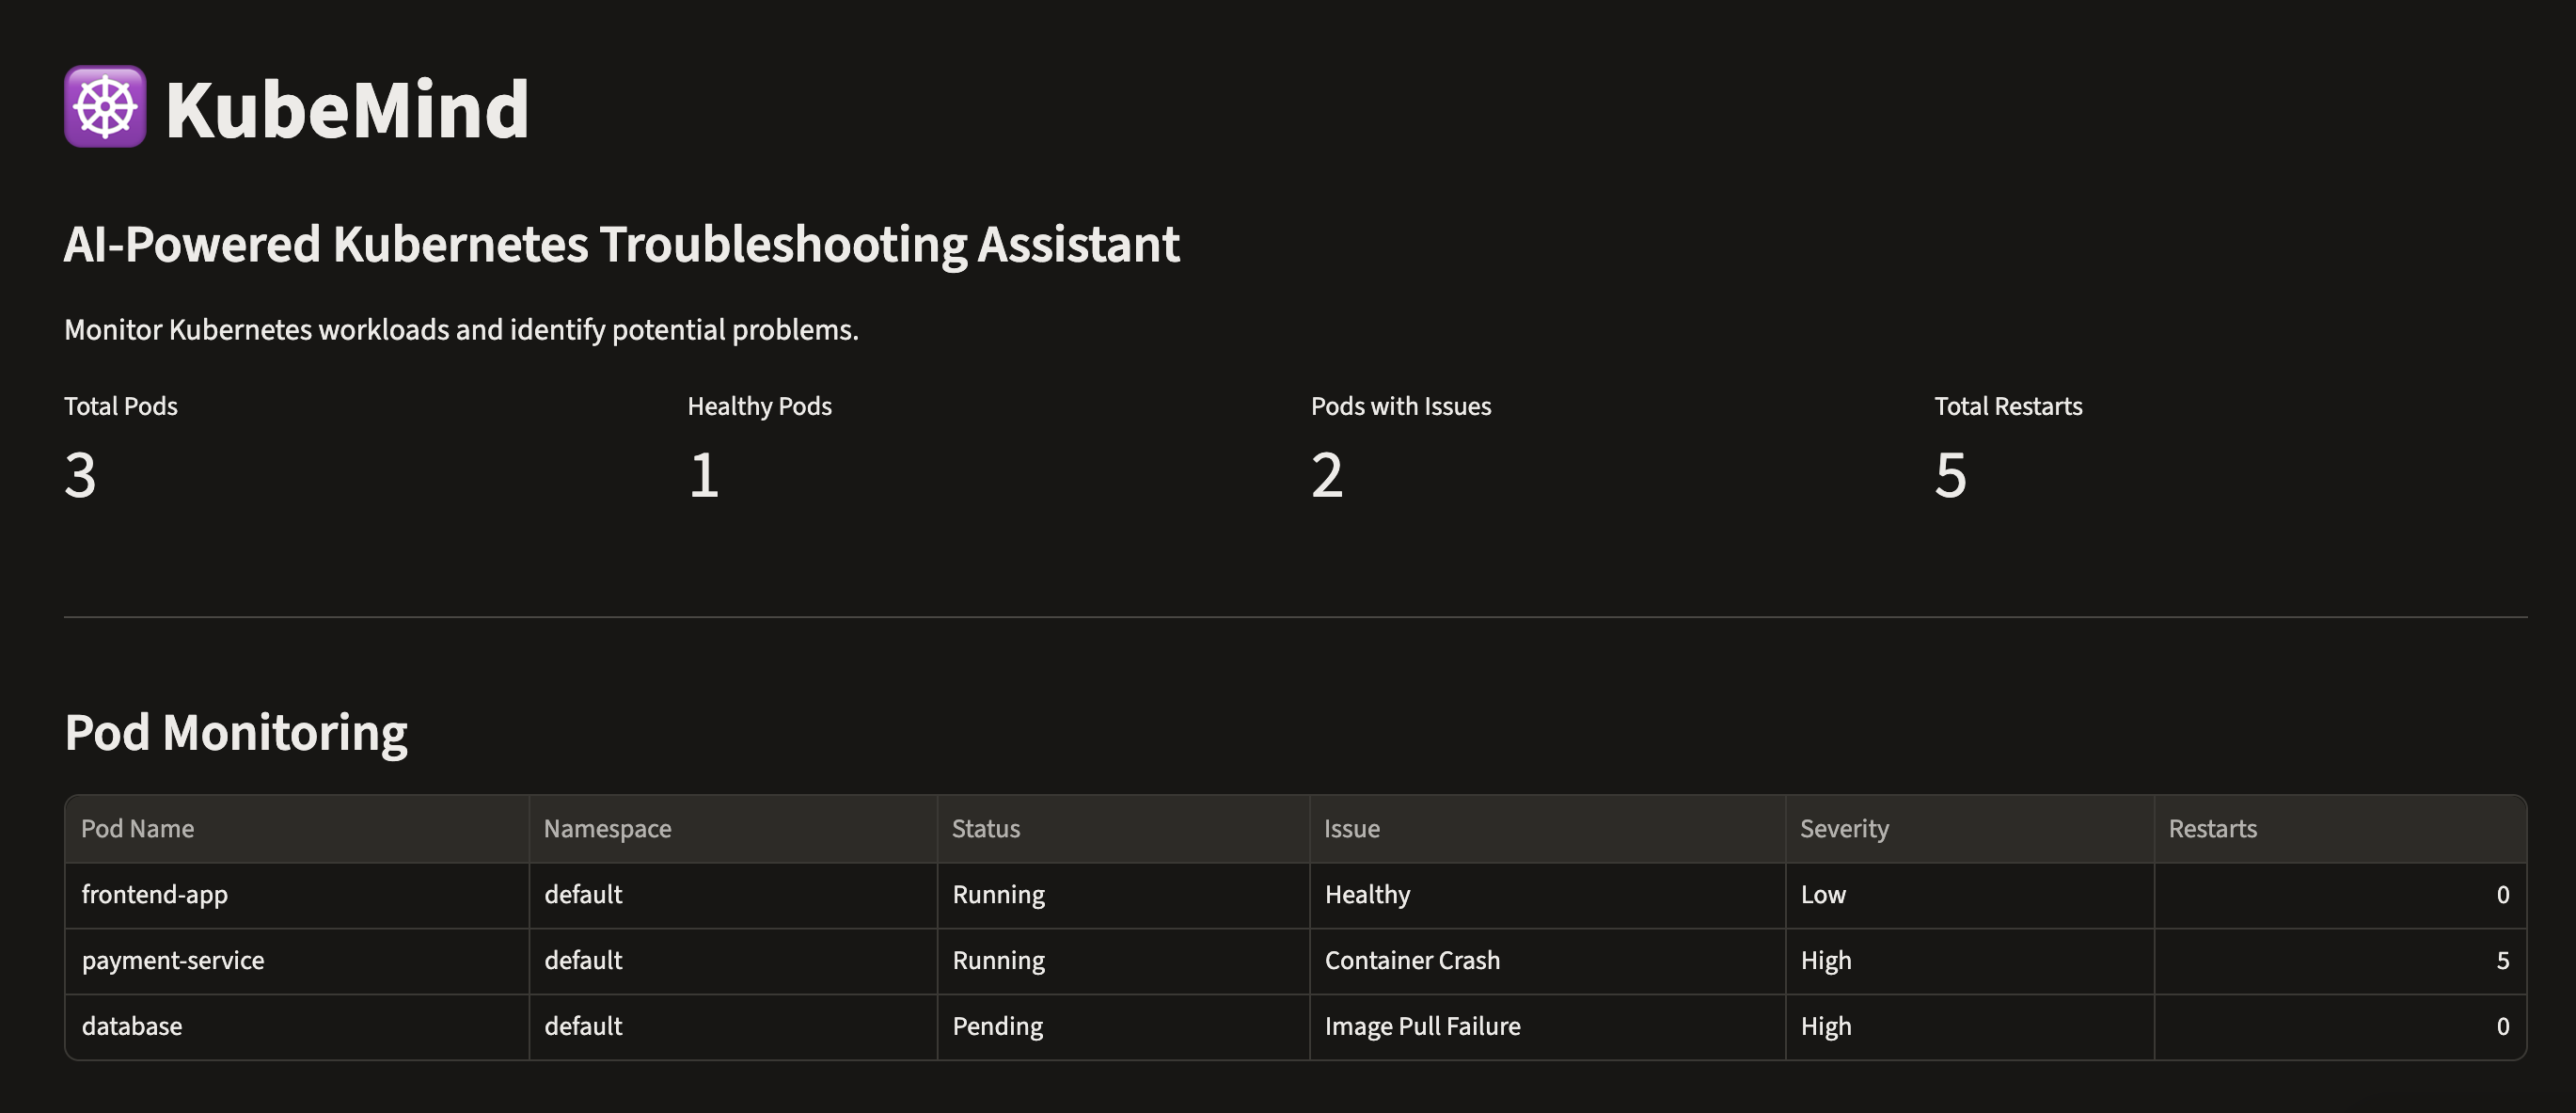 KubeMind
AI-Powered Kubernetes Troubleshooting Assistant
Monitor Kubernetes workloads and identify potential problems.
Total Pods Healthy Pods Pods with Issues Total Restarts
3 1 2 5
Pod Monitoring
Pod Name Namespace Status Issue Severity Restarts
frontend-app default Running Healthy Low 0
payment-service default Running Container Crash High 5
database default Pending Image Pull Failure High 0